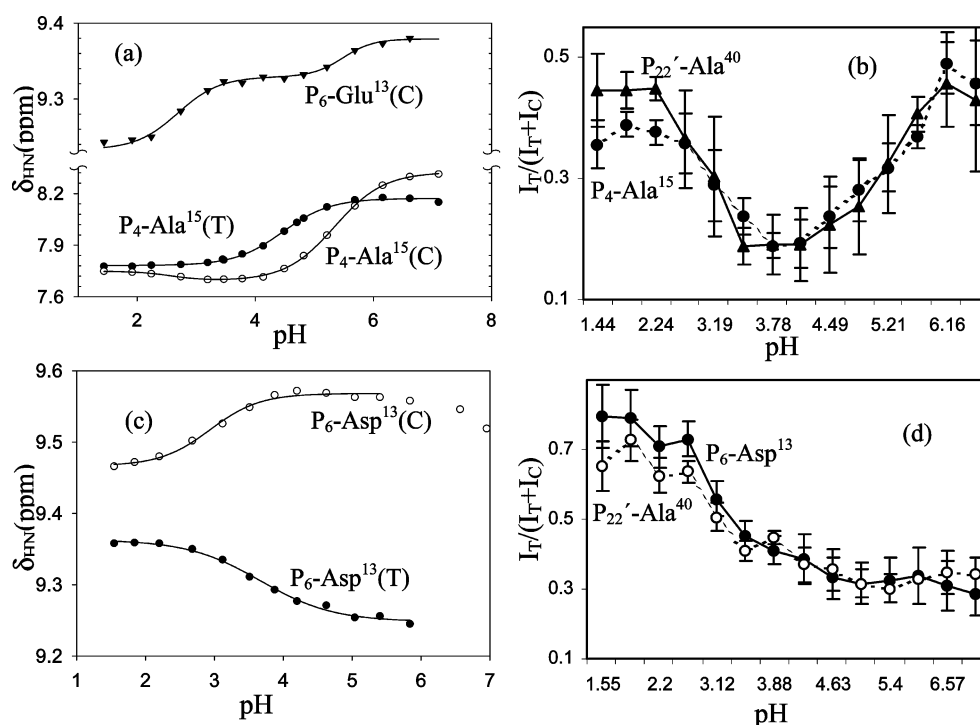 (a)
9.4
9.3
8.2
7.9
7.6
δHN(ppm)
P6-Glu13(C)
P4-Ala15(T)
P4-Ala15(C)
2 4 6 8
pH
(b)
0.5
0.3
0.1
IT/(IT+IC)
P22´-Ala40
P4-Ala15
1.44 2.24 3.19 3.78 4.49 5.21 6.16
pH
(c)
9.6
9.5
9.3
9.2
δHN(ppm)
P6-Asp13(C)
P6-Asp13(T)
1 2 3 4 5 6 7
pH
(d)
0.7
0.5
0.3
0.1
IT/(IT+IC)
P6-Asp13
P22´-Ala40
1.55 2.2 3.12 3.88 4.63 5.4 6.57
pH